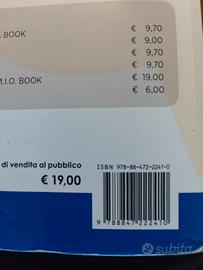 . BOOK € 9,70
€ 9,00
€ 9,70
€ 9,70
M.I.O. BOOK € 19,00
€ 6,00
di vendita al pubblico
€ 19,00
ISBN 978-88-472-2241-0
9 788847 222410
subito